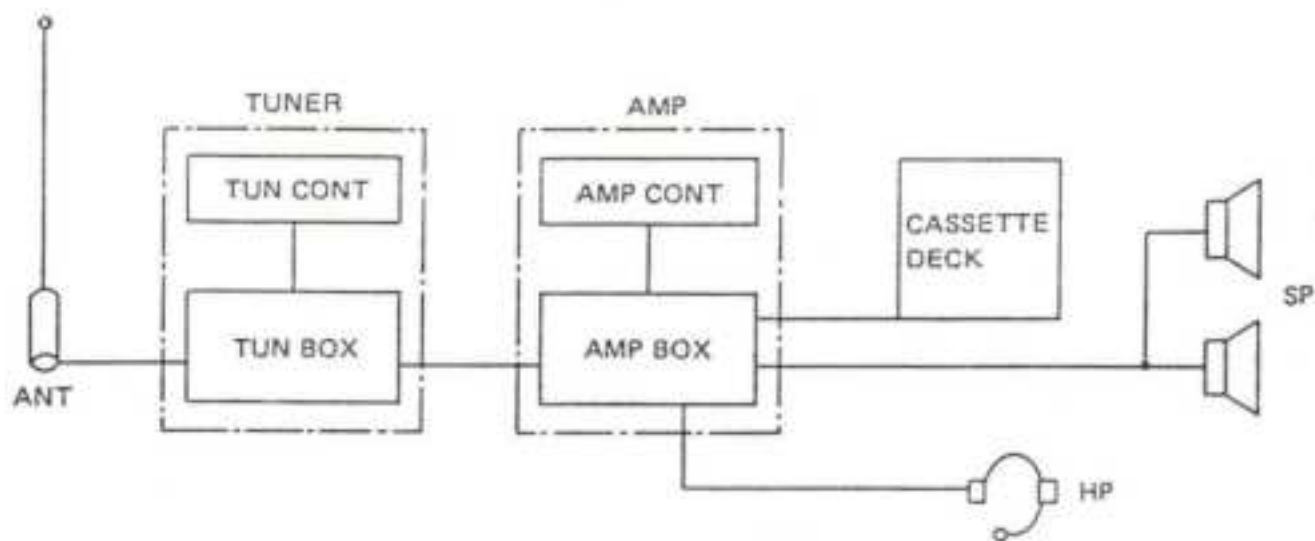 TUNER
AMP
TUN CONT
AMP CONT
CASSETTE
DECK
SP
TUN BOX
AMP BOX
ANT
HP